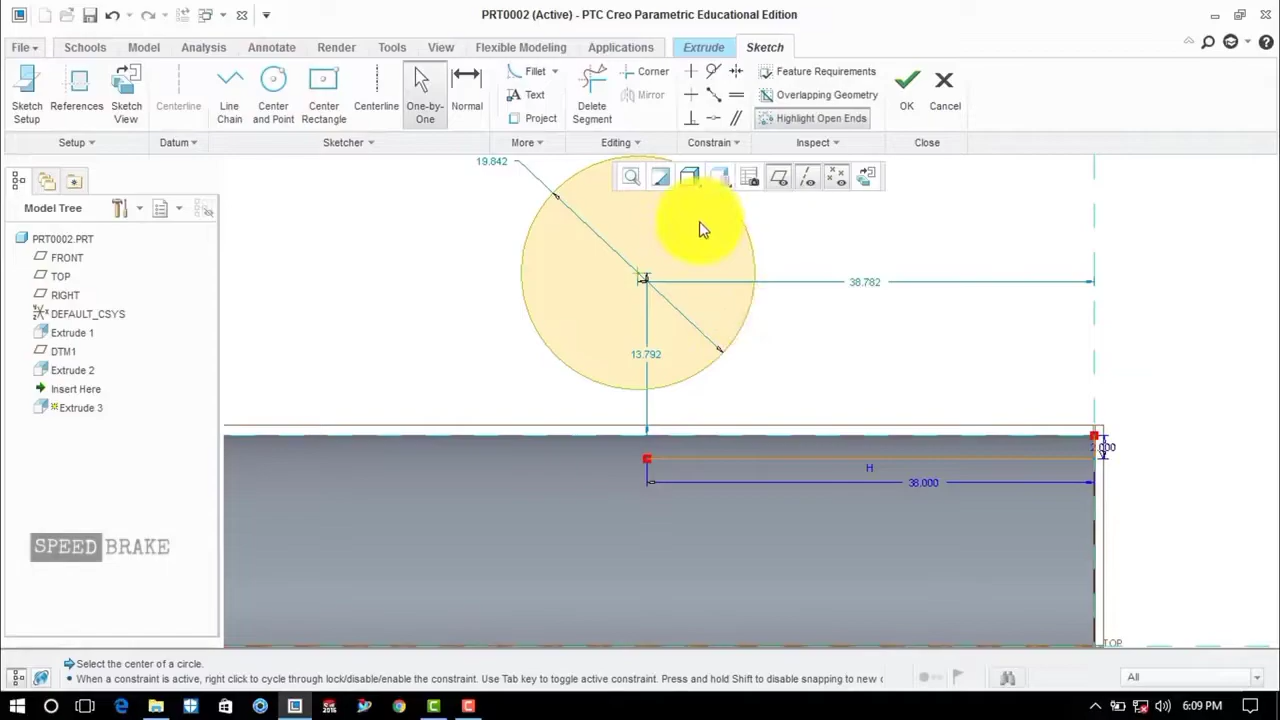 PRT0002 (Active) - PTC Creo Parametric Educational Edition
File Schools Model Analysis Annotate Render Tools View Flexible Modeling Applications Extrude Sketch
Sketch Setup
References
Sketch View
Centerline
Line Chain
Center and Point
Center Rectangle
Centerline
One-by-One
Normal
Fillet
Text
Project
Delete Segment
Corner
Mirror
Feature Requirements
Overlapping Geometry
Highlight Open Ends
OK
Cancel
Setup Datum Sketcher More Editing Constrain Inspect Close
Model Tree
PRT0002.PRT
FRONT
TOP
RIGHT
DEFAULT_CSYS
Extrude 1
DTM1
Extrude 2
Insert Here
Extrude 3
19.842
38.782
13.792
2.000
H
38.000
TOP
SPEED BRAKE
Select the center of a circle.
When a constraint is active, right click to cycle through lock/disable/enable the constraint. Use Tab key to toggle active constraint. Press and hold Shift to disable snapping to new c
All
6:09 PM